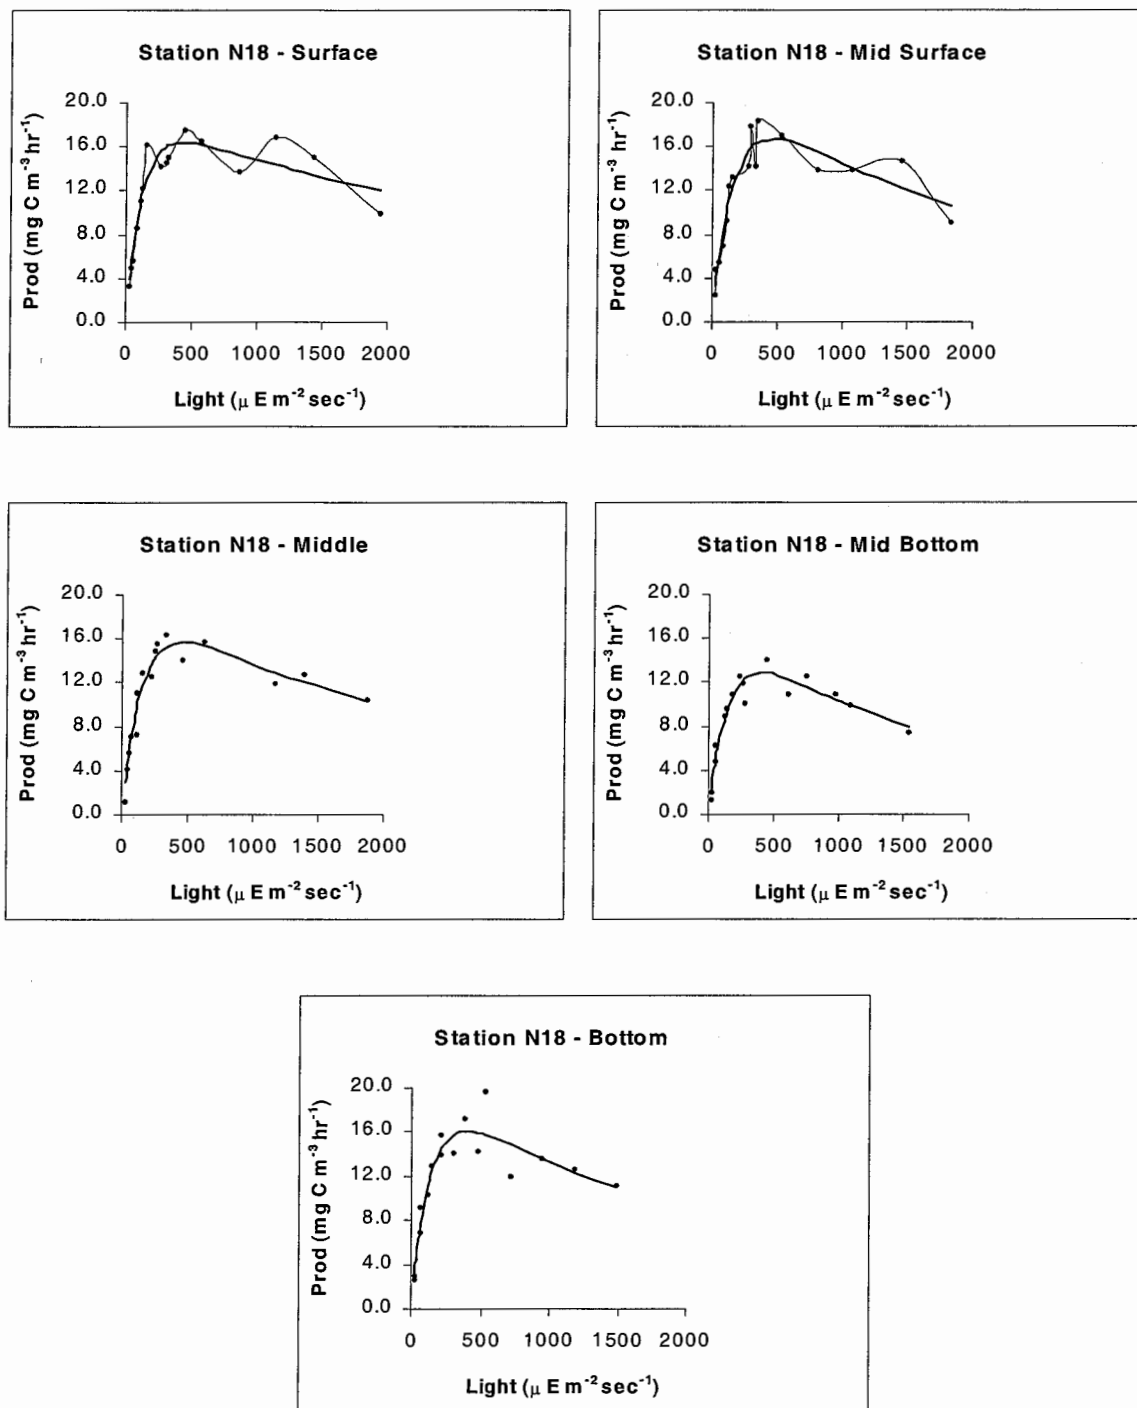 Station N18 - Surface
Prod (mg C m-3 hr-1)
20.0
16.0
12.0
8.0
4.0
0.0
0 500 1000 1500 2000
Light (µ E m-2 sec-1)
Station N18 - Mid Surface
Prod (mg C m-3 hr-1)
20.0
16.0
12.0
8.0
4.0
0.0
0 500 1000 1500 2000
Light (µ E m-2 sec-1)
Station N18 - Middle
Prod (mg C m-3 hr-1)
20.0
16.0
12.0
8.0
4.0
0.0
0 500 1000 1500 2000
Light (µ E m-2 sec-1)
Station N18 - Mid Bottom
Prod (mg C m-3 hr-1)
20.0
16.0
12.0
8.0
4.0
0.0
0 500 1000 1500 2000
Light (µ E m-2 sec-1)
Station N18 - Bottom
Prod (mg C m-3 hr-1)
20.0
16.0
12.0
8.0
4.0
0.0
0 500 1000 1500 2000
Light (µ E m-2 sec-1)